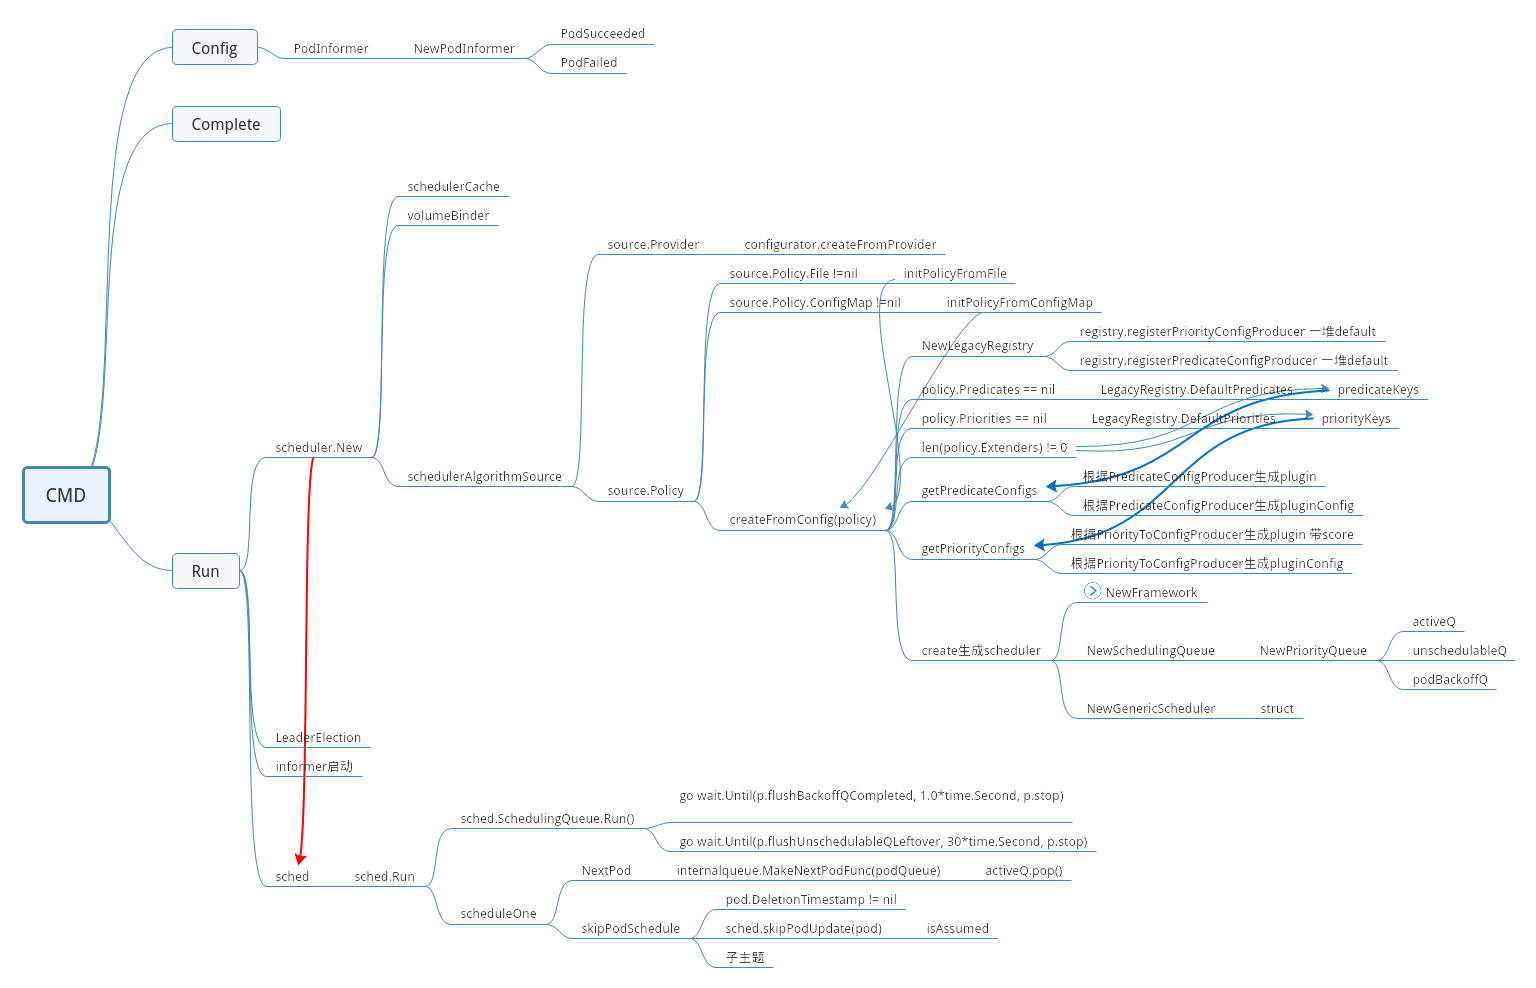 Config
PodInformer
NewPodInformer
PodSucceeded
PodFailed
Complete
CMD
Run
scheduler.New
schedulerCache
volumeBinder
schedulerAlgorithmSource
source.Provider
configurator.createFromProvider
source.Policy
source.Policy.File !=nil
initPolicyFromFile
source.Policy.ConfigMap !=nil
initPolicyFromConfigMap
createFromConfig(policy)
NewLegacyRegistry
registry.registerPriorityConfigProducer 一堆default
registry.registerPredicateConfigProducer 一堆default
policy.Predicates == nil
LegacyRegistry.DefaultPredicates
predicateKeys
policy.Priorities == nil
LegacyRegistry.DefaultPriorities
priorityKeys
len(policy.Extenders) != 0
getPredicateConfigs
根据PredicateConfigProducer生成plugin
根据PredicateConfigProducer生成pluginConfig
getPriorityConfigs
根据PriorityToConfigProducer生成plugin 带score
根据PriorityToConfigProducer生成pluginConfig
create生成scheduler
NewFramework
NewSchedulingQueue
NewPriorityQueue
activeQ
unschedulableQ
podBackoffQ
NewGenericScheduler
struct
LeaderElection
informer启动
sched
sched.Run
sched.SchedulingQueue.Run()
go wait.Until(p.flushBackoffQCompleted, 1.0*time.Second, p.stop)
go wait.Until(p.flushUnschedulableQLeftover, 30*time.Second, p.stop)
scheduleOne
NextPod
internalqueue.MakeNextPodFunc(podQueue)
activeQ.pop()
skipPodSchedule
pod.DeletionTimestamp != nil
sched.skipPodUpdate(pod)
isAssumed
子主题